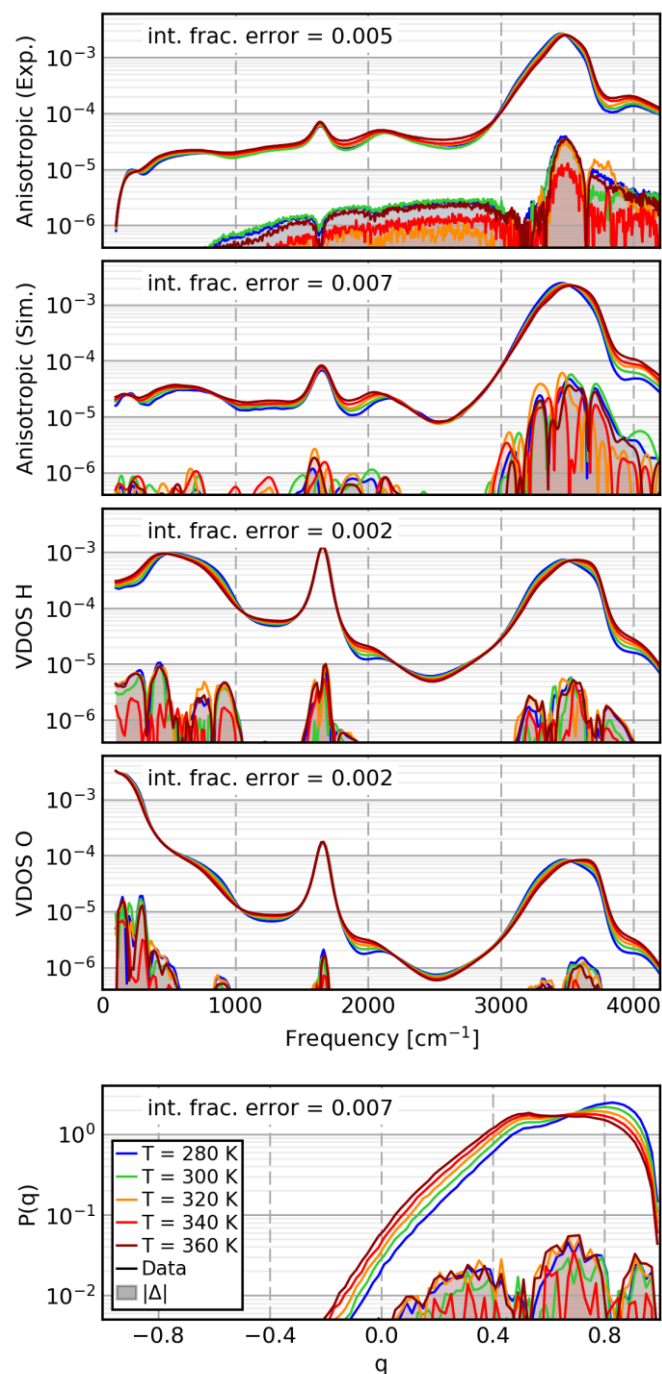 int. frac. error = 0.005
Anisotropic (Exp.)
10⁻³
10⁻⁴
10⁻⁵
10⁻⁶
int. frac. error = 0.007
Anisotropic (Sim.)
10⁻³
10⁻⁴
10⁻⁵
10⁻⁶
int. frac. error = 0.002
VDOS H
10⁻³
10⁻⁴
10⁻⁵
10⁻⁶
int. frac. error = 0.002
VDOS O
10⁻³
10⁻⁴
10⁻⁵
10⁻⁶
0 1000 2000 3000 4000
Frequency [cm⁻¹]
int. frac. error = 0.007
P(q)
10⁰
10⁻¹
10⁻²
T = 280 K
T = 300 K
T = 320 K
T = 340 K
T = 360 K
Data
|Δ|
−0.8 −0.4 0.0 0.4 0.8
q